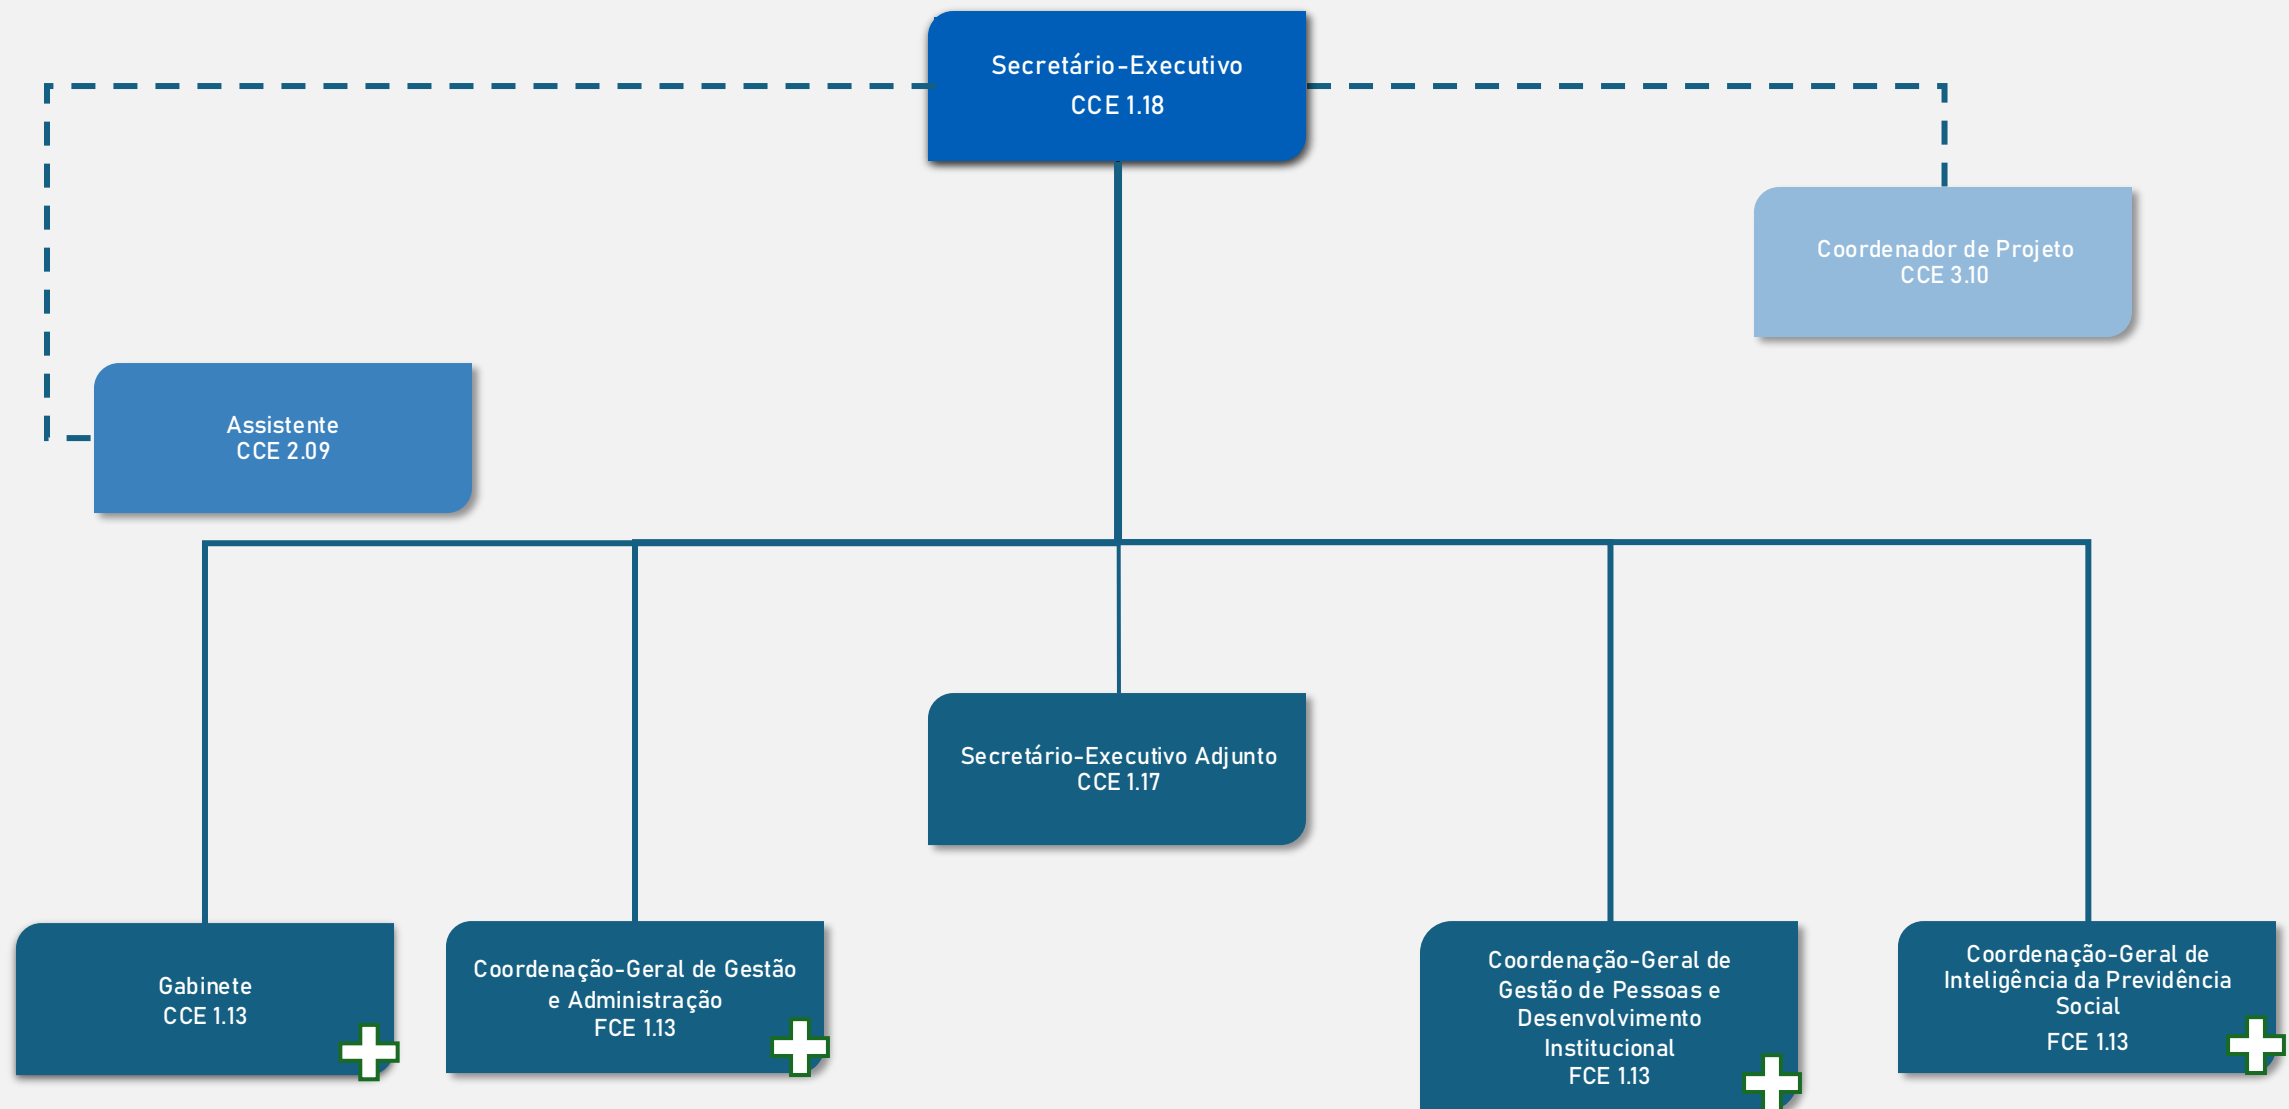 Secretário-Executivo
CCE 1.18
Coordenador de Projeto
CCE 3.10
Assistente
CCE 2.09
Secretário-Executivo Adjunto
CCE 1.17
Gabinete
CCE 1.13
Coordenação-Geral de Gestão
e Administração
FCE 1.13
Coordenação-Geral de
Gestão de Pessoas e
Desenvolvimento
Institucional
FCE 1.13
Coordenação-Geral de
Inteligência da Previdência
Social
FCE 1.13